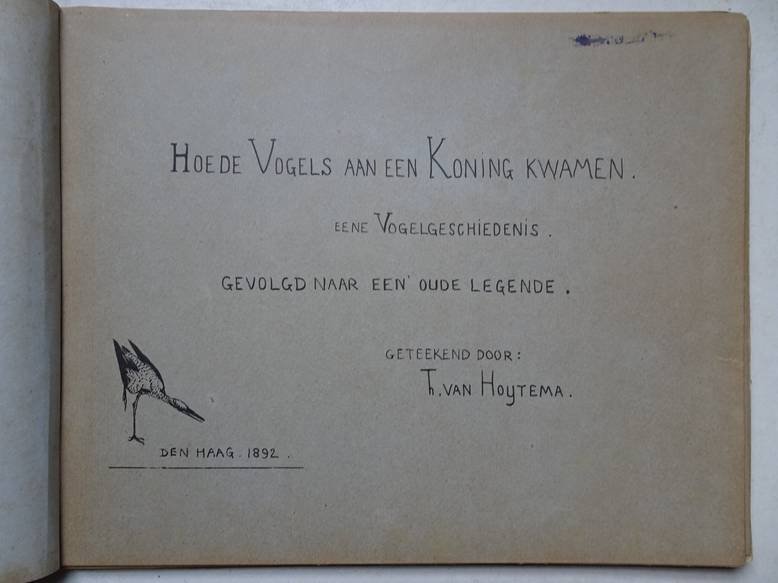 HOE DE VOGELS AAN EEN KONING KWAMEN.
EENE VOGELGESCHIEDENIS.
GEVOLGD NAAR EEN' OUDE LEGENDE.
GETEEKEND DOOR:
TH. VAN HOYTEMA.
DEN HAAG. 1892.